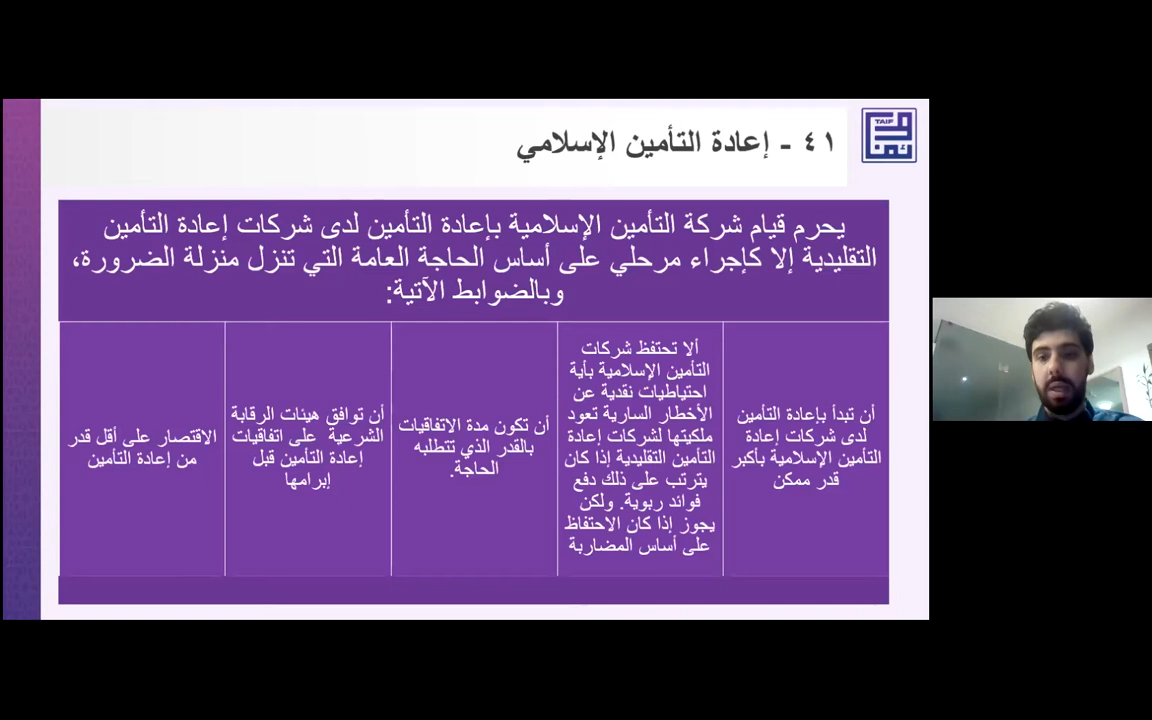 ٤١ - إعادة التأمين الإسلامي
TAIF
يحرم قيام شركة التأمين الإسلامية بإعادة التأمين لدى شركات إعادة التأمين
التقليدية إلا كإجراء مرحلي على أساس الحاجة العامة التي تنزل منزلة الضرورة،
وبالضوابط الآتية:
أن تبدأ بإعادة التأمين
لدى شركات إعادة
التأمين الإسلامية بأكبر
قدر ممكن
ألا تحتفظ شركات
التأمين الإسلامية بأية
احتياطيات نقدية عن
الأخطار السارية تعود
ملكيتها لشركات إعادة
التأمين التقليدية إذا كان
يترتب على ذلك دفع
فوائد ربوية. ولكن
يجوز إذا كان الاحتفاظ
على أساس المضاربة
أن تكون مدة الاتفاقيات
بالقدر الذي تتطلبه
الحاجة.
أن توافق هيئات الرقابة
الشرعية على اتفاقيات
إعادة التأمين قبل
إبرامها
الاقتصار على أقل قدر
من إعادة التأمين